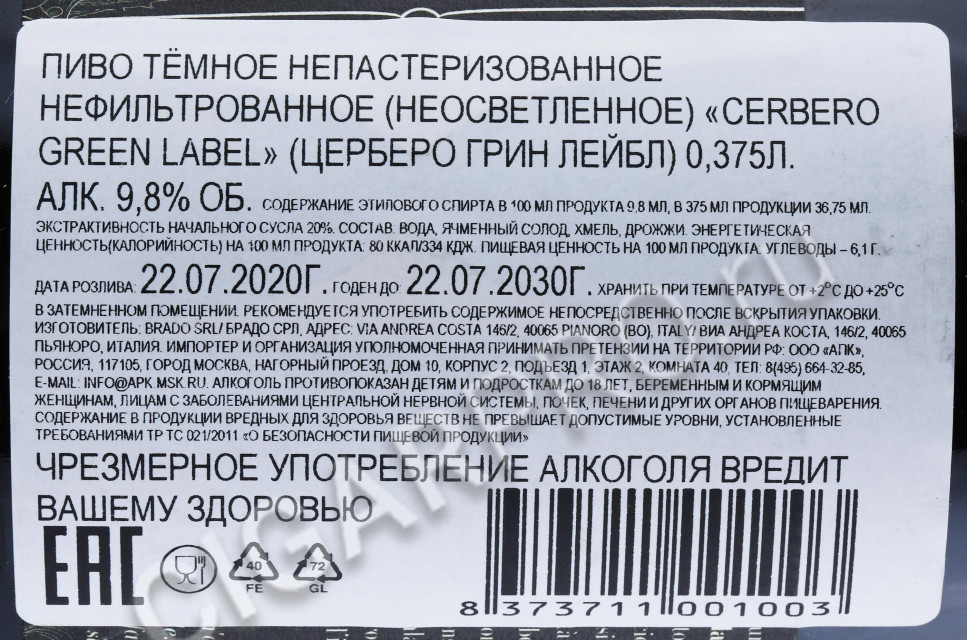 ПИВО ТЁМНОЕ НЕПАСТЕРИЗОВАННОЕ
НЕФИЛЬТРОВАННОЕ (НЕОСВЕТЛЕННОЕ) «CERBERO
GREEN LABEL» (ЦЕРБЕРО ГРИН ЛЕЙБЛ) 0,375Л.
АЛК. 9,8% ОБ. СОДЕРЖАНИЕ ЭТИЛОВОГО СПИРТА В 100 МЛ ПРОДУКТА 9,8 МЛ, В 375 МЛ ПРОДУКЦИИ 36,75 МЛ.
ЭКСТРАКТИВНОСТЬ НАЧАЛЬНОГО СУСЛА 20%. СОСТАВ: ВОДА, ЯЧМЕННЫЙ СОЛОД, ХМЕЛЬ, ДРОЖЖИ. ЭНЕРГЕТИЧЕСКАЯ
ЦЕННОСТЬ(КАЛОРИЙНОСТЬ) НА 100 МЛ ПРОДУКТА: 80 ККАЛ/334 КДЖ. ПИЩЕВАЯ ЦЕННОСТЬ НА 100 МЛ ПРОДУКТА: УГЛЕВОДЫ – 6,1 Г.
ДАТА РОЗЛИВА: 22.07.2020Г. ГОДЕН ДО: 22.07.2030Г. ХРАНИТЬ ПРИ ТЕМПЕРАТУРЕ ОТ +2°С ДО +25°С
В ЗАТЕМНЕННОМ ПОМЕЩЕНИИ. РЕКОМЕНДУЕТСЯ УПОТРЕБИТЬ СОДЕРЖИМОЕ НЕПОСРЕДСТВЕННО ПОСЛЕ ВСКРЫТИЯ УПАКОВКИ.
ИЗГОТОВИТЕЛЬ: BRADO SRL/ БРАДО СРЛ, АДРЕС: VIA ANDREA COSTA 146/2, 40065 PIANORO (BO), ITALY/ ВИА АНДРЕА КОСТА, 146/2, 40065
ПЬЯНОРО, ИТАЛИЯ. ИМПОРТЕР И ОРГАНИЗАЦИЯ УПОЛНОМОЧЕННАЯ ПРИНИМАТЬ ПРЕТЕНЗИИ НА ТЕРРИТОРИИ РФ: ООО «АПК»,
РОССИЯ, 117105, ГОРОД МОСКВА, НАГОРНЫЙ ПРОЕЗД, ДОМ 10, КОРПУС 2, ПОДЪЕЗД 1, ЭТАЖ 2, КОМНАТА 40, ТЕЛ: 8(495) 664-32-85,
E-MAIL: INFO@APK.MSK.RU. АЛКОГОЛЬ ПРОТИВОПОКАЗАН ДЕТЯМ И ПОДРОСТКАМ ДО 18 ЛЕТ, БЕРЕМЕННЫМ И КОРМЯЩИМ
ЖЕНЩИНАМ, ЛИЦАМ С ЗАБОЛЕВАНИЯМИ ЦЕНТРАЛЬНОЙ НЕРВНОЙ СИСТЕМЫ, ПОЧЕК, ПЕЧЕНИ И ДРУГИХ ОРГАНОВ ПИЩЕВАРЕНИЯ.
СОДЕРЖАНИЕ В ПРОДУКЦИИ ВРЕДНЫХ ДЛЯ ЗДОРОВЬЯ ВЕЩЕСТВ НЕ ПРЕВЫШАЕТ ДОПУСТИМЫЕ УРОВНИ, УСТАНОВЛЕННЫЕ
ТРЕБОВАНИЯМИ ТР ТС 021/2011 «О БЕЗОПАСНОСТИ ПИЩЕВОЙ ПРОДУКЦИИ»
ЧРЕЗМЕРНОЕ УПОТРЕБЛЕНИЕ АЛКОГОЛЯ ВРЕДИТ
ВАШЕМУ ЗДОРОВЬЮ
EAC 40 72
FE GL
8 373711 001003
CIGARPRO.ru